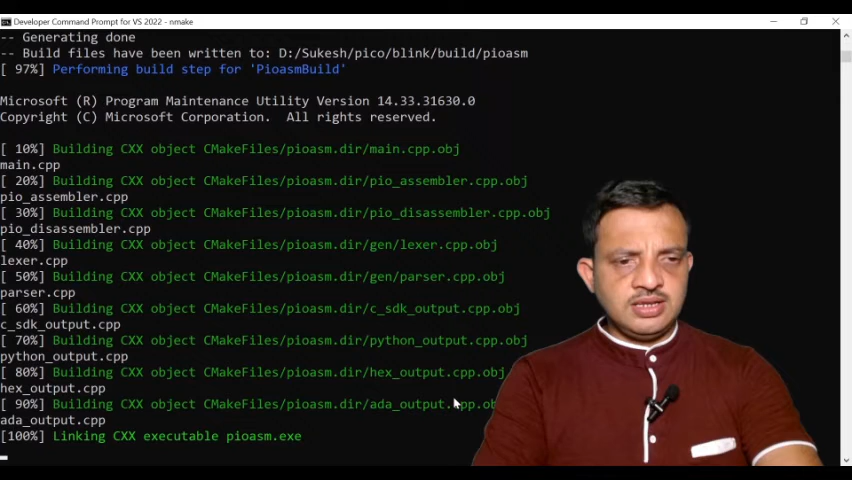 Developer Command Prompt for VS 2022 - nmake
-- Generating done
-- Build files have been written to: D:/Sukesh/pico/blink/build/pioasm
[ 97%] Performing build step for 'PioasmBuild'
Microsoft (R) Program Maintenance Utility Version 14.33.31630.0
Copyright (C) Microsoft Corporation.  All rights reserved.
[ 10%] Building CXX object CMakeFiles/pioasm.dir/main.cpp.obj
main.cpp
[ 20%] Building CXX object CMakeFiles/pioasm.dir/pio_assembler.cpp.obj
pio_assembler.cpp
[ 30%] Building CXX object CMakeFiles/pioasm.dir/pio_disassembler.cpp.obj
pio_disassembler.cpp
[ 40%] Building CXX object CMakeFiles/pioasm.dir/gen/lexer.cpp.obj
lexer.cpp
[ 50%] Building CXX object CMakeFiles/pioasm.dir/gen/parser.cpp.obj
parser.cpp
[ 60%] Building CXX object CMakeFiles/pioasm.dir/c_sdk_output.cpp.obj
c_sdk_output.cpp
[ 70%] Building CXX object CMakeFiles/pioasm.dir/python_output.cpp.obj
python_output.cpp
[ 80%] Building CXX object CMakeFiles/pioasm.dir/hex_output.cpp.obj
hex_output.cpp
[ 90%] Building CXX object CMakeFiles/pioasm.dir/ada_output.cpp.ob
ada_output.cpp
[100%] Linking CXX executable pioasm.exe